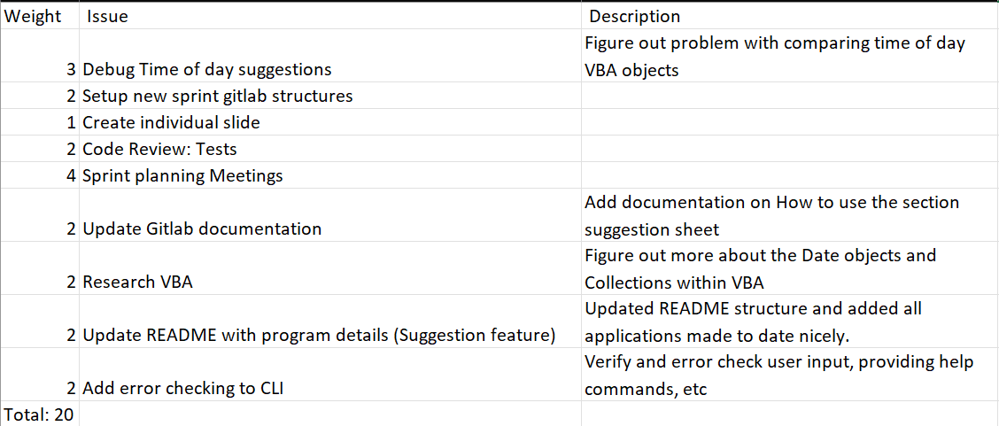 Weight Issue Description
Figure out problem with comparing time of day
3 Debug Time of day suggestions VBA objects
2 Setup new sprint gitlab structures
1 Create individual slide
2 Code Review: Tests
4 Sprint planning Meetings
Add documentation on How to use the section
2 Update Gitlab documentation suggestion sheet
Figure out more about the Date objects and
2 Research VBA Collections within VBA
Updated README structure and added all
2 Update README with program details (Suggestion feature) applications made to date nicely.
Verify and error check user input, providing help
2 Add error checking to CLI commands, etc
Total: 20